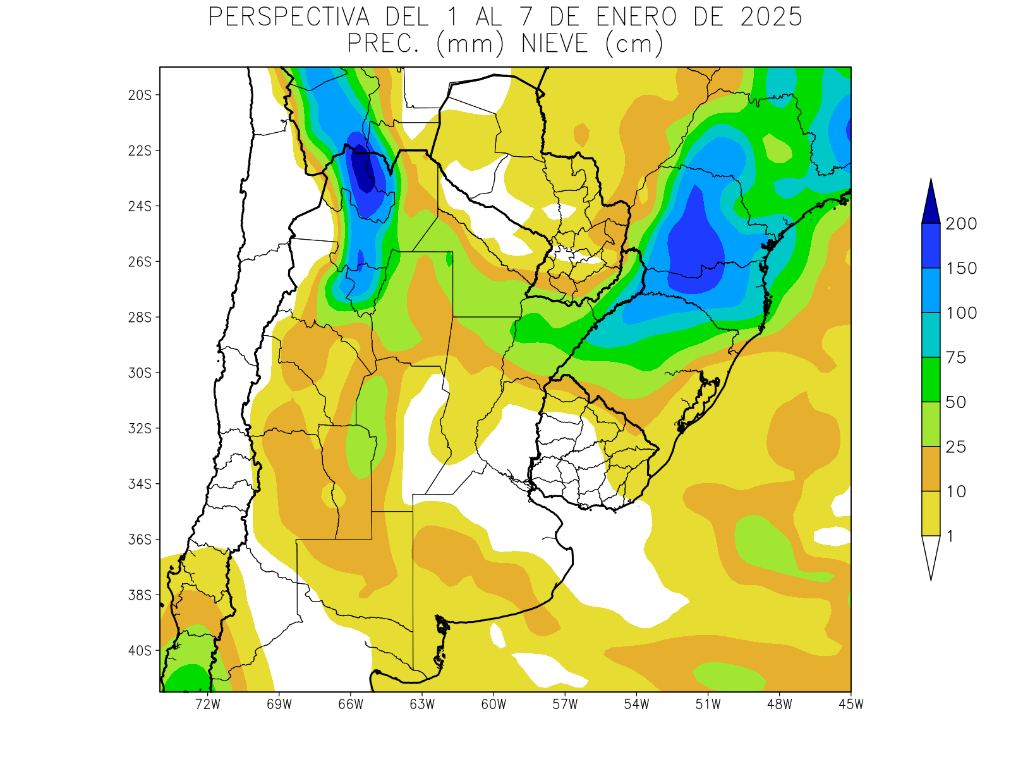 PERSPECTIVA DEL 1 AL 7 DE ENERO DE 2025
PREC. (mm) NIEVE (cm)
20S
22S
24S
26S
28S
30S
32S
34S
36S
38S
40S
72W 69W 66W 63W 60W 57W 54W 51W 48W 45W
200
150
100
75
50
25
10
1